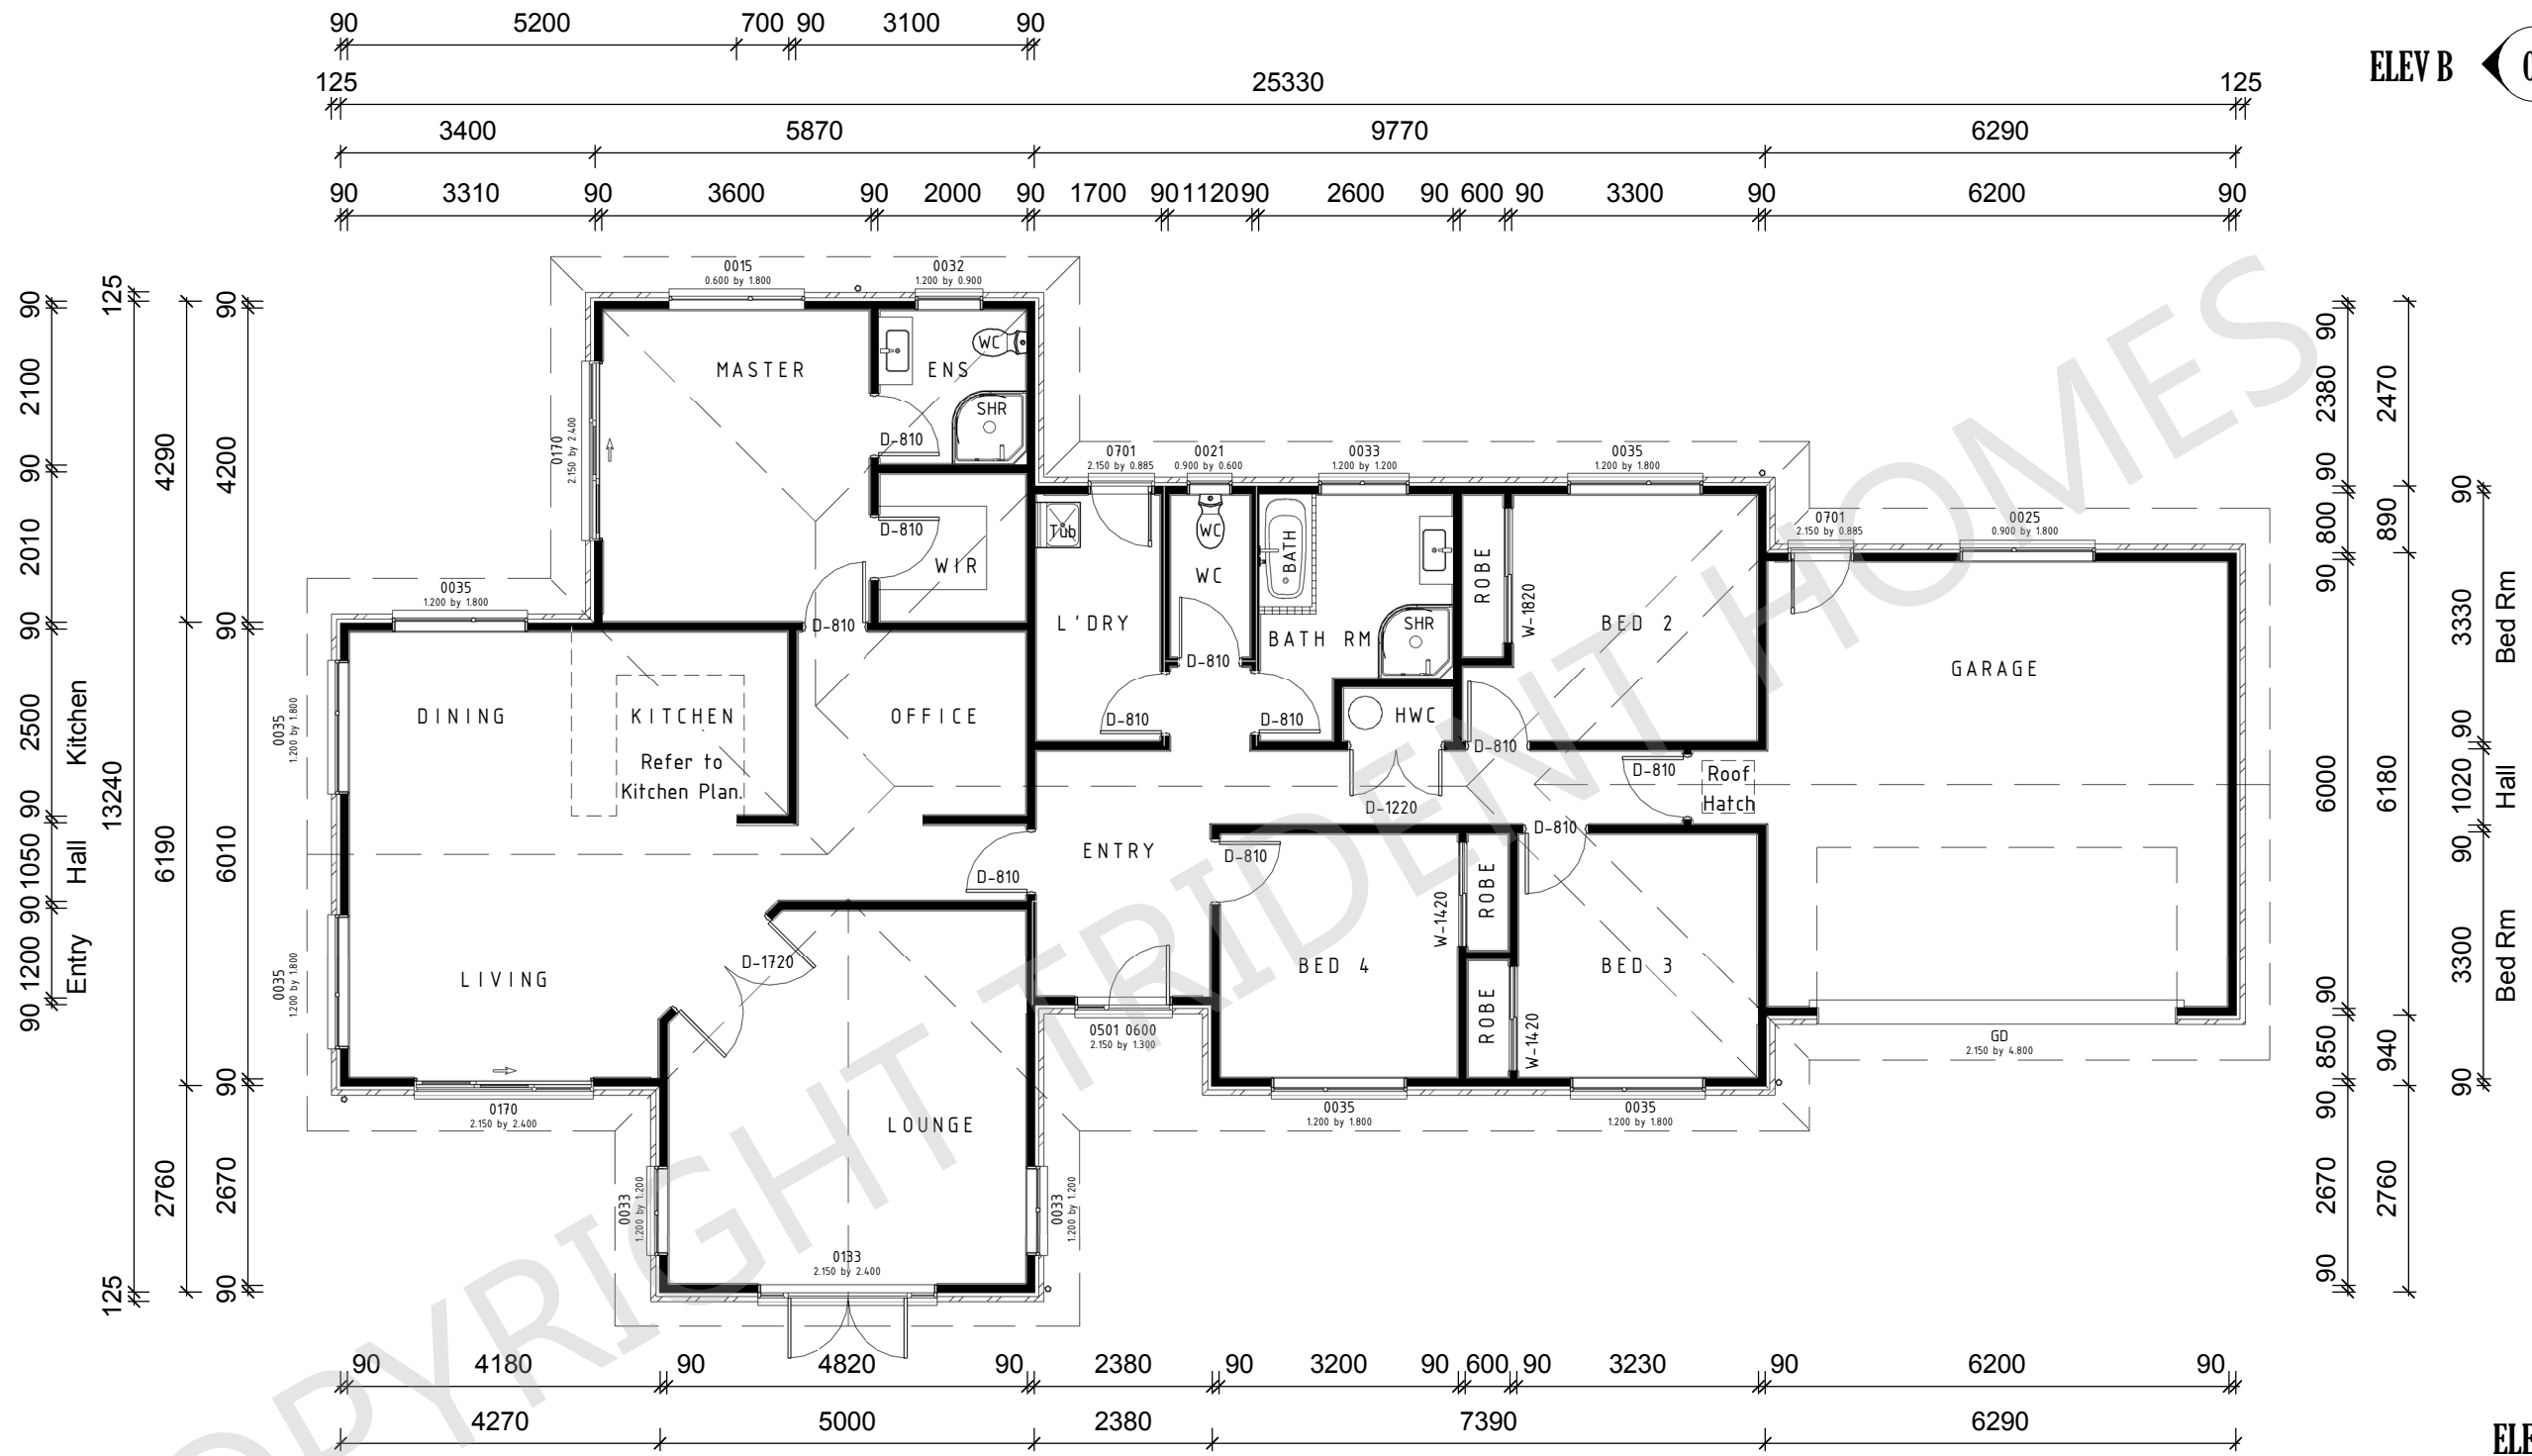 90 5200 700 90 3100 90
125 25330 125
3400 5870 9770 6290
90 3310 90 3600 90 2000 90 1700 90 1120 90 2600 90 600 90 3300 90 6200 90
ELEV B
90 2100 90 2010 90 2500 90 1050 90 1200 90
Kitchen
Hall
Entry
125 13240 125
4290 6190 2760
90 4200 90 6010 90 2670 90
0015
0.600 by 1.800
0032
1.200 by 0.900
MASTER
ENS
WC
SHR
D-810
0170
2.150 by 2.400
D-810
WIR
D-810
0035
1.200 by 1.800
0701
2.150 by 0.885
0021
0.900 by 0.600
0033
1.200 by 1.200
0035
1.200 by 1.800
0701
2.150 by 0.885
0025
0.900 by 1.800
Tub
L'DRY
WC
WC
BATH
BATH RM
SHR
D-810
D-810
D-810
ROBE
W-1820
BED 2
GARAGE
0035
1.200 by 1.800
DINING
KITCHEN
Refer to
Kitchen Plan.
OFFICE
HWC
D-810
D-1220
D-810
Roof
Hatch
D-810
ENTRY
D-810
D-810
0035
1.200 by 1.800
LIVING
D-1720
W-1420
ROBE
ROBE
W-1420
BED 4
BED 3
0501 0600
2.150 by 1.300
0170
2.150 by 2.400
LOUNGE
0035
1.200 by 1.800
0035
1.200 by 1.800
GD
2.150 by 4.800
0033
1.200 by 1.200
0033
1.200 by 1.200
0133
2.150 by 2.400
90 2380 90 800 90 6000 90 850 90 2670 90
2470 890 6180 940 2760
90 3330 90 1020 90 3300 90
Bed Rm
Hall
Bed Rm
90 4180 90 4820 90 2380 90 3200 90 600 90 3230 90 6200 90
4270 5000 2380 7390 6290
ELE
OPYRIGHT TRIDENT HOMES